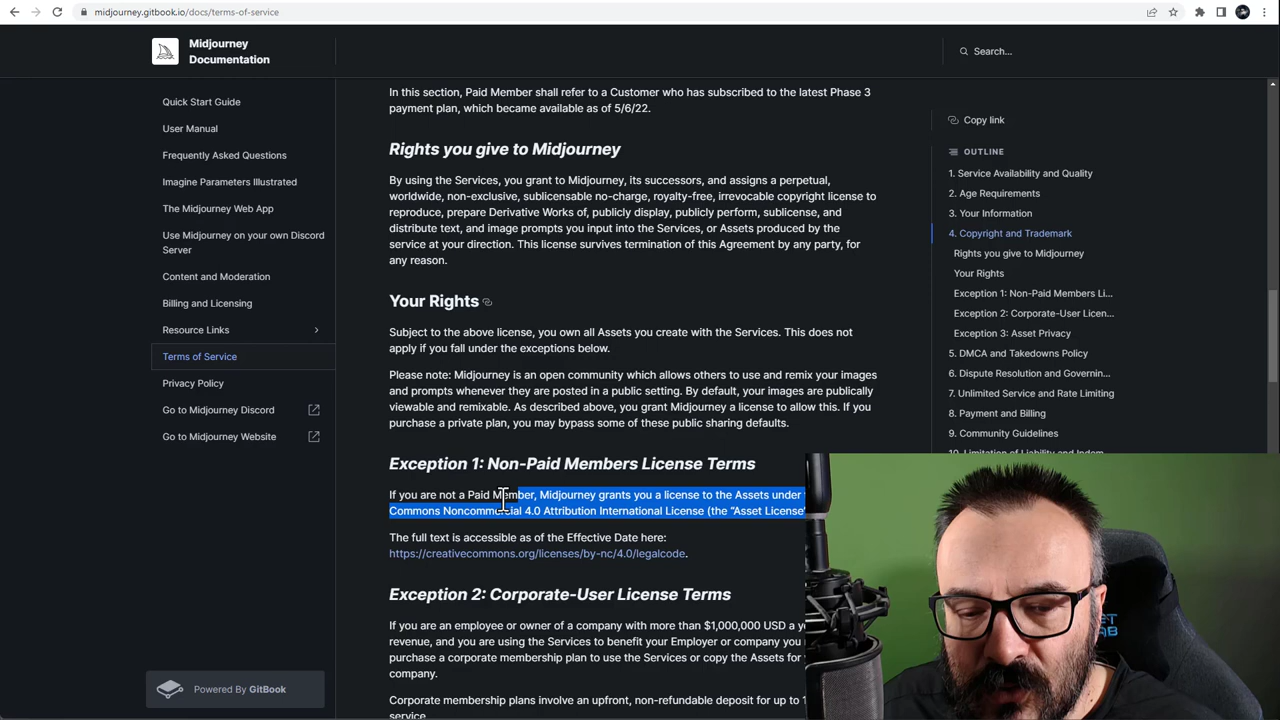 midjourney.gitbook.io/docs/terms-of-service
Midjourney
Documentation
Search...
Quick Start Guide
User Manual
Frequently Asked Questions
Imagine Parameters Illustrated
The Midjourney Web App
Use Midjourney on your own Discord
Server
Content and Moderation
Billing and Licensing
Resource Links
Terms of Service
Privacy Policy
Go to Midjourney Discord
Go to Midjourney Website
Powered By GitBook
In this section, Paid Member shall refer to a Customer who has subscribed to the latest Phase 3
payment plan, which became available as of 5/6/22.
Rights you give to Midjourney
By using the Services, you grant to Midjourney, its successors, and assigns a perpetual,
worldwide, non-exclusive, sublicensable no-charge, royalty-free, irrevocable copyright license to
reproduce, prepare Derivative Works of, publicly display, publicly perform, sublicense, and
distribute text, and image prompts you input into the Services, or Assets produced by the
service at your direction. This license survives termination of this Agreement by any party, for
any reason.
Your Rights
Subject to the above license, you own all Assets you create with the Services. This does not
apply if you fall under the exceptions below.
Please note: Midjourney is an open community which allows others to use and remix your images
and prompts whenever they are posted in a public setting. By default, your images are publically
viewable and remixable. As described above, you grant Midjourney a license to allow this. If you
purchase a private plan, you may bypass some of these public sharing defaults.
Exception 1: Non-Paid Members License Terms
If you are not a Paid Member, Midjourney grants you a license to the Assets under
Commons Noncommercial 4.0 Attribution International License (the “Asset License”
The full text is accessible as of the Effective Date here:
https://creativecommons.org/licenses/by-nc/4.0/legalcode.
Exception 2: Corporate-User License Terms
If you are an employee or owner of a company with more than $1,000,000 USD a
revenue, and you are using the Services to benefit your Employer or company
purchase a corporate membership plan to use the Services or copy the Assets for
company.
Corporate membership plans involve an upfront, non-refundable deposit for up to
service.
Copy link
OUTLINE
1. Service Availability and Quality
2. Age Requirements
3. Your Information
4. Copyright and Trademark
Rights you give to Midjourney
Your Rights
Exception 1: Non-Paid Members Li...
Exception 2: Corporate-User Licen...
Exception 3: Asset Privacy
5. DMCA and Takedowns Policy
6. Dispute Resolution and Governin...
7. Unlimited Service and Rate Limiting
8. Payment and Billing
9. Community Guidelines
10. Limitation of Liability and Indem